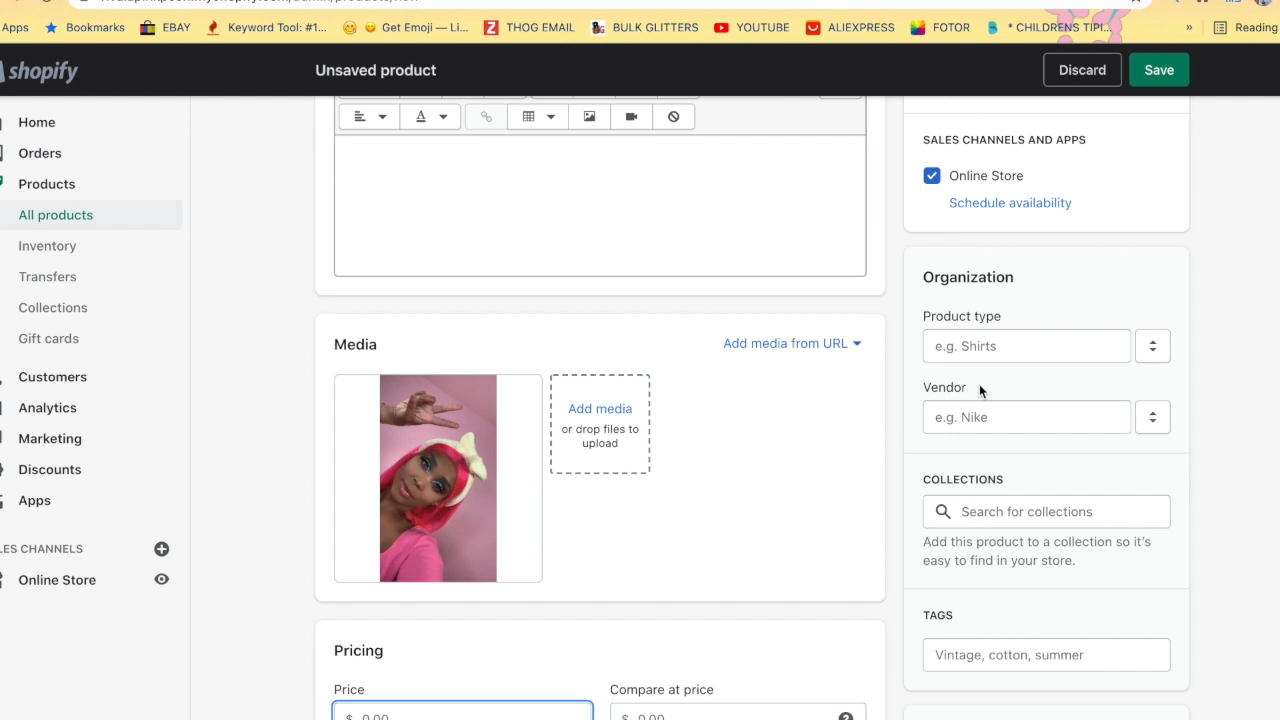 Apps Bookmarks EBAY Keyword Tool: #1... Get Emoji — Li... THOG EMAIL BULK GLITTERS YOUTUBE ALIEXPRESS FOTOR * CHILDRENS TIPI... » Reading
shopify Unsaved product Discard Save
Home
Orders
Products
All products
Inventory
Transfers
Collections
Gift cards
Customers
Analytics
Marketing
Discounts
Apps
LES CHANNELS
Online Store
Media Add media from URL
Add media
or drop files to
upload
Pricing
Price Compare at price
$ 0.00 $ 0.00
SALES CHANNELS AND APPS
Online Store
Schedule availability
Organization
Product type
e.g. Shirts
Vendor
e.g. Nike
COLLECTIONS
Search for collections
Add this product to a collection so it's
easy to find in your store.
TAGS
Vintage, cotton, summer